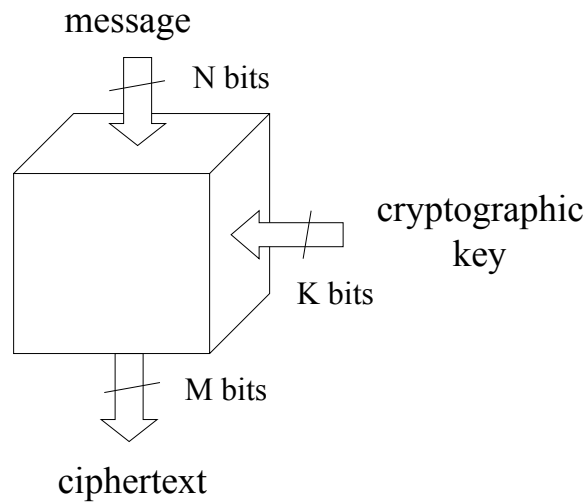 message
N bits
cryptographic
key
K bits
M bits
ciphertext